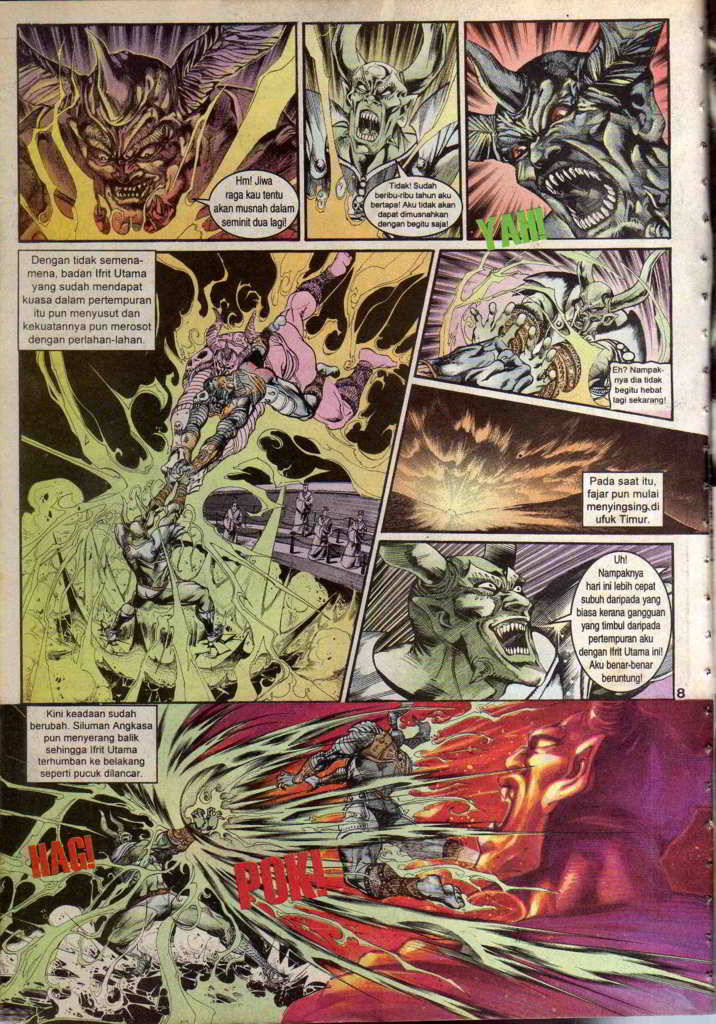 Hm! Jiwa
raga kau tentu
akan musnah dalam
seminit dua lagi!
Tidak! Sudah
beribu-ribu tahun aku
bertapa! Aku tidak akan
dapat dimusnahkan
dengan begitu saja!
YAH!
Dengan tidak semena-
mena, badan Ifrit Utama
yang sudah mendapat
kuasa dalam pertempuran
itu pun menyusut dan
kekuatannya pun merosot
dengan perlahan-lahan.
Eh? Nampak-
nya dia tidak
begitu hebat
lagi sekarang!
Pada saat itu,
fajar pun mulai
menyingsing di
ufuk Timur.
Uh!
Nampaknya
hari ini lebih cepat
subuh daripada yang
biasa kerana gangguan
yang timbul daripada
pertempuran aku
dengan Ifrit Utama ini!
Aku benar-benar
beruntung!
8
Kini keadaan sudah
berubah. Siluman Angkasa
pun menyerang balik
sehingga Ifrit Utama
terhumban ke belakang
seperti pucuk dilancar.
HAG!
POK!